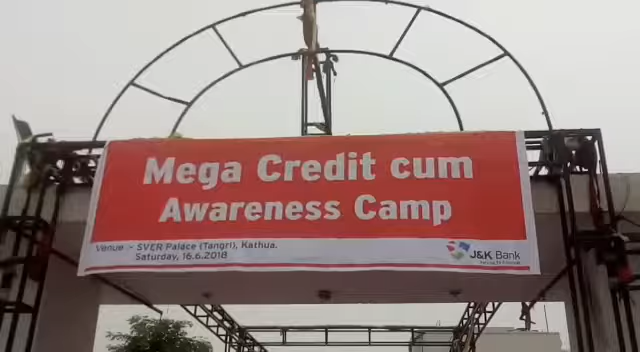 Mega Credit cum
Awareness Camp
Venue :- SVER Palace (Tangri), Kathua.
Saturday, 16.6.2018
J&K Bank